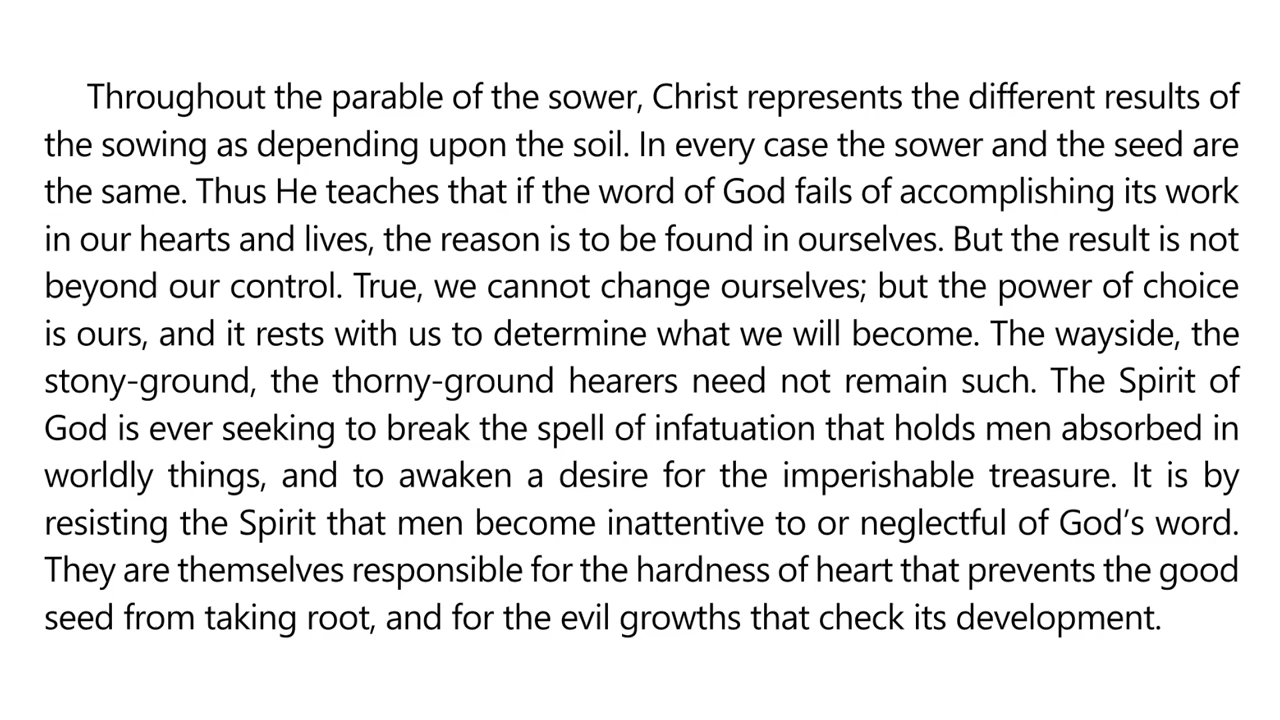 Throughout the parable of the sower, Christ represents the different results of
the sowing as depending upon the soil. In every case the sower and the seed are
the same. Thus He teaches that if the word of God fails of accomplishing its work
in our hearts and lives, the reason is to be found in ourselves. But the result is not
beyond our control. True, we cannot change ourselves; but the power of choice
is ours, and it rests with us to determine what we will become. The wayside, the
stony-ground, the thorny-ground hearers need not remain such. The Spirit of
God is ever seeking to break the spell of infatuation that holds men absorbed in
worldly things, and to awaken a desire for the imperishable treasure. It is by
resisting the Spirit that men become inattentive to or neglectful of God’s word.
They are themselves responsible for the hardness of heart that prevents the good
seed from taking root, and for the evil growths that check its development.